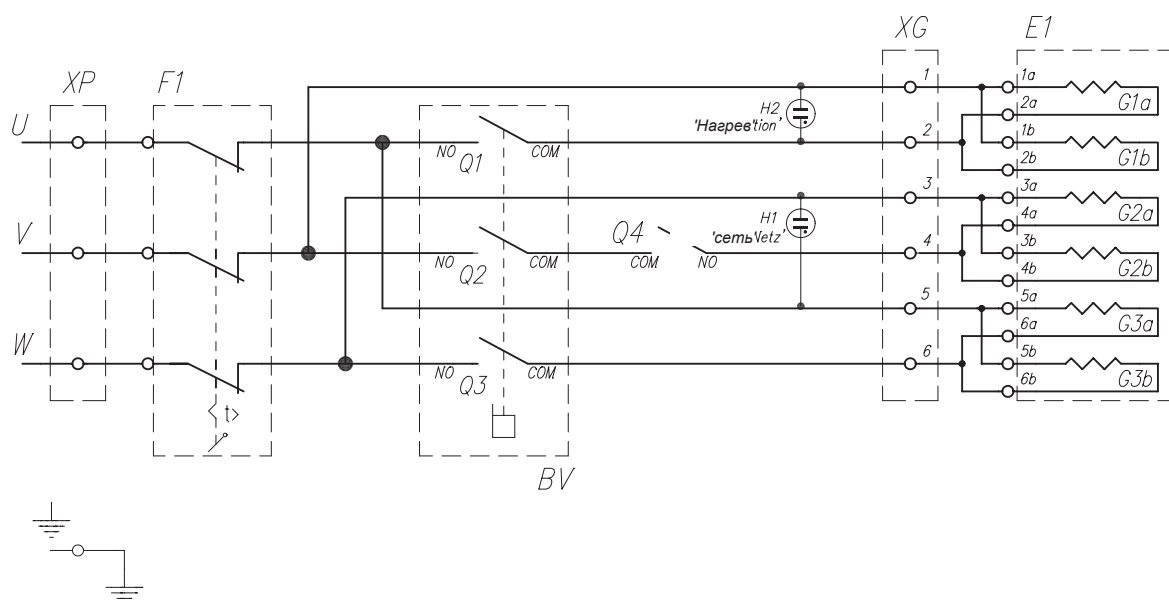 XP
F1
XG
E1
U
V
W
NO
Q1
COM
NO
Q2
COM
Q4
COM
NO
NO
Q3
COM
t
BV
H2
'Нагрев'
H1
'сеть'
1
2
3
4
5
6
1a
2a
G1a
1b
2b
G1b
3a
4a
G2a
3b
4b
G2b
5a
6a
G3a
5b
6b
G3b